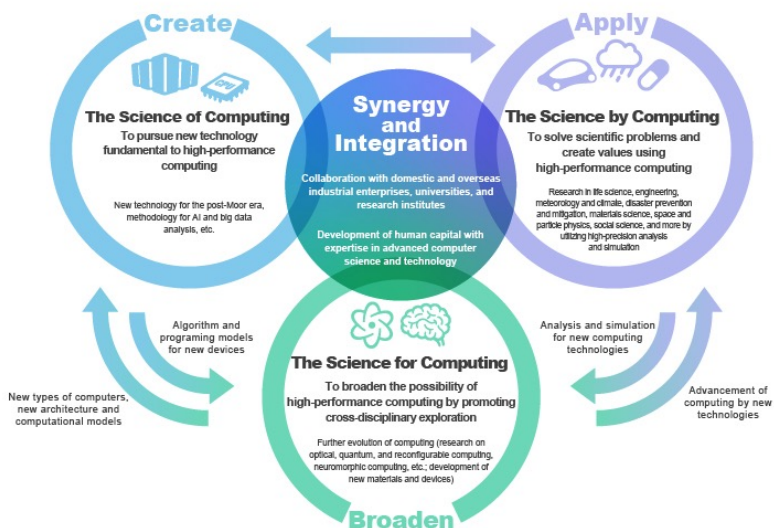 Create
Apply
CPU
The Science of Computing
To pursue new technology
fundamental to high-performance
computing
New technology for the post-Moor era,
methodology for AI and big data
analysis, etc.
Synergy
and
Integration
Collaboration with domestic and overseas
industrial enterprises, universities, and
research institutes
Development of human capital with
expertise in advanced computer
science and technology
The Science by Computing
To solve scientific problems and
create values using
high-performance computing
Research in life science, engineering,
meteorology and climate, disaster prevention
and mitigation, materials science, space and
particle physics, social science, and more by
utilizing high-precision analysis
and simulation
Algorithm and
programing models
for new devices
New types of computers,
new architecture and
computational models
The Science for Computing
To broaden the possibility of
high-performance computing by promoting
cross-disciplinary exploration
Further evolution of computing (research on
optical, quantum, and reconfigurable computing,
neuromorphic computing, etc.; development of
new materials and devices)
Analysis and simulation
for new computing
technologies
Advancement of
computing by new
technologies
Broaden